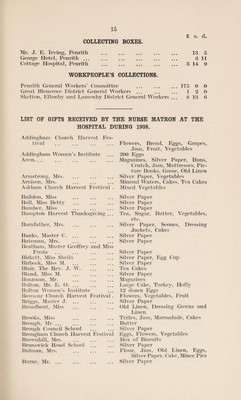 15
COLLECTING BOXES.
£ s. d.
Mr. J. E. Irving, Penrith ... ... ... ... 13 5
George Hotel, Penrith ... ... ... ... ... 3 11
Cottage Hospital, Penrith ... ... ... ... 3 14 9
WORKPEOPLE'S COLLECTIONS.
Penrith General Workers' Committee ... ... 175 0 0
Great Blencowe District General Workers ... ... 1 2 0
Skelton, Ellonby and Lamonby District General Workers ... 8 13 6
LIST OF GIFTS RECEIVED BY THE NURSE MATRON AT THE
HOSPITAL DURING 1938.
Addingham Church Harvest Festival ... Flowers, Bread, Eggs, Grapes,
Jam, Fruit, Vegetables
Addingham Women's Institute ... 200 Eggs
Anon. ... Magazines, Silver Paper, Buns,
Crutch, Jam, Mattresses, Picture Books, Goose, Old Linen
Armstrong, Mrs. ... Silver Paper, Vegetables
Arnison, Mrs. ... Mineral Waters, Cakes, Tea Cakes
Askham Church Harvest Festival ... Mixed Vegetables
Baildon, Miss ... Silver Paper
Ball, Miss Betty ... Silver Paper
Bamber, Miss ... Silver Paper
Bampton Harvest Thanksgiving ... Tea, Sugar, Butter, Vegetables,
etc.
Barnfather, Mrs. ... Silver Paper, Scones, Dressing
Jackets, Cakes
Banks, Master C. ... Silver Paper
Bateman, Mrs. ... Silver Paper
Bentham, Master Geoffrey and Miss
... Silver Paper
Birkett, Miss Sheila ... Silver Paper, Egg Cup
Birbeck, Miss M. ... Silver Paper
Blair, The Rev. J. W. ... Tea Cakes
Bland, Miss M. ... Silver Paper
Boazman, Mr. ... Magazines
Bolton, Mr. E. O. ... Large Cake, Turkey, Holly
Bolton Women's Institute ... 12 dozen Eggs
Bowscar Church Harvest Festival ... Flowers, Vegetables, Fruit
Briggs, Master J. ... Silver Paper
Broadbent, Miss ... Old Linen, Dressing Gowns and
Linen
Brooks, Miss ... Trifles, Jam, Marmalade, Cakes
Brough, Mr. ... Butter
Brough Council School ... Silver Paper
Brougham Church Harvest Festival ... Eggs, Flowers, Vegetables
Brownhill, Mrs. ... Box of Biscuits
Brunswick Road School ... Silver Paper
Bulman, Mrs. ... Flour, Jam, Old Linen, Eggs,
Silver Paper, Cake, Mince Pies
Burne, Mr. ... Silver Paper